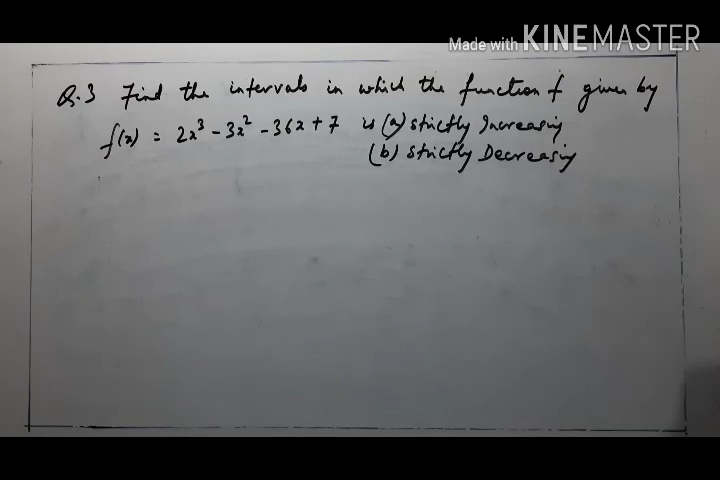 Made with KINEMASTER
Q.3 Find the intervals in which the function f given by
f(x) = 2x³ - 3x² - 36x + 7 is (a) strictly Increasing
(b) strictly Decreasing